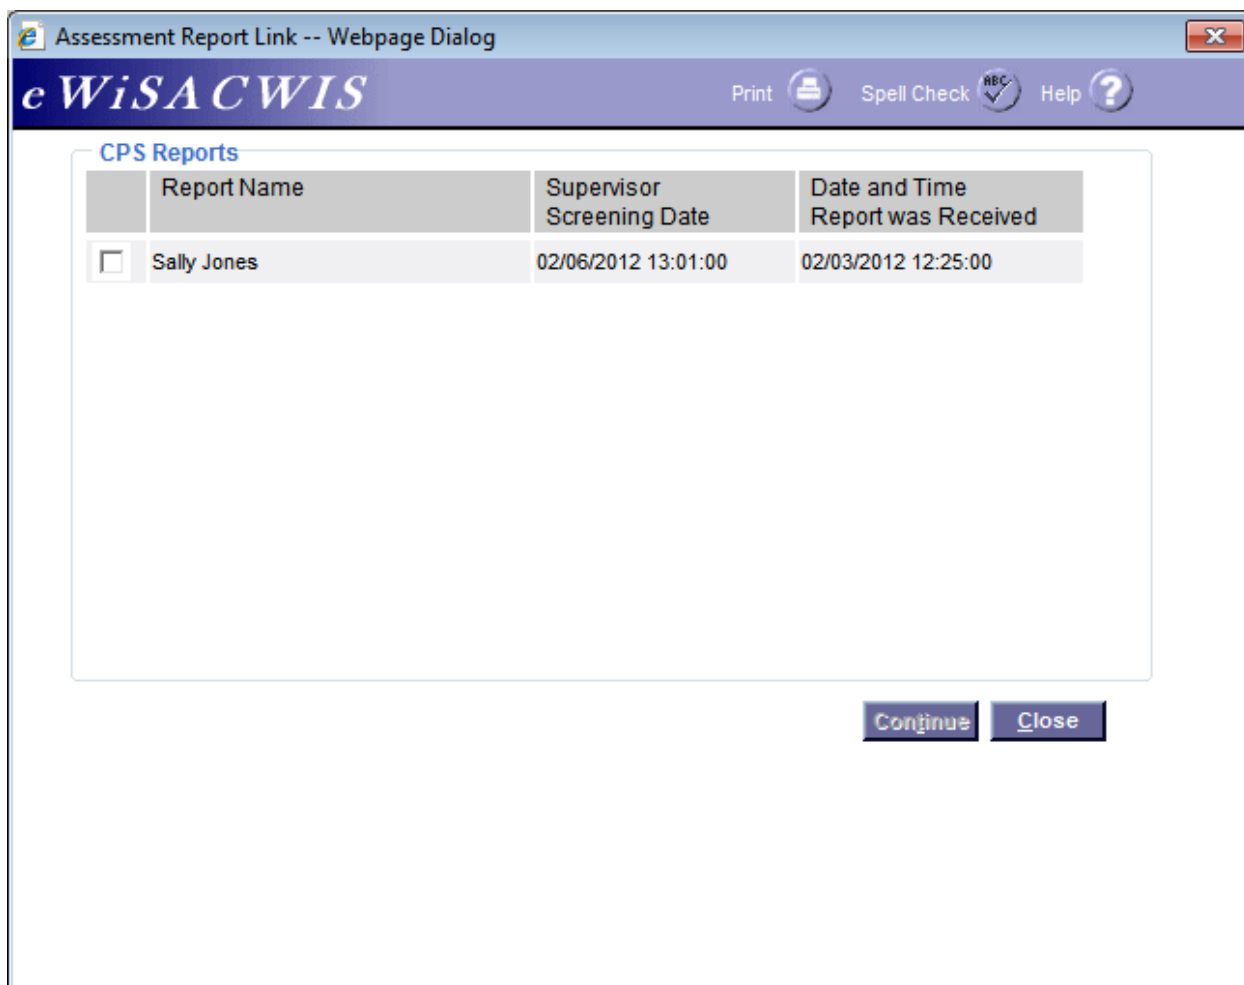 Assessment Report Link -- Webpage Dialog
e WiSACWIS
Print Spell Check ABC Help ?
CPS Reports
Report Name Supervisor Screening Date Date and Time Report was Received
Sally Jones 02/06/2012 13:01:00 02/03/2012 12:25:00
Continue Close